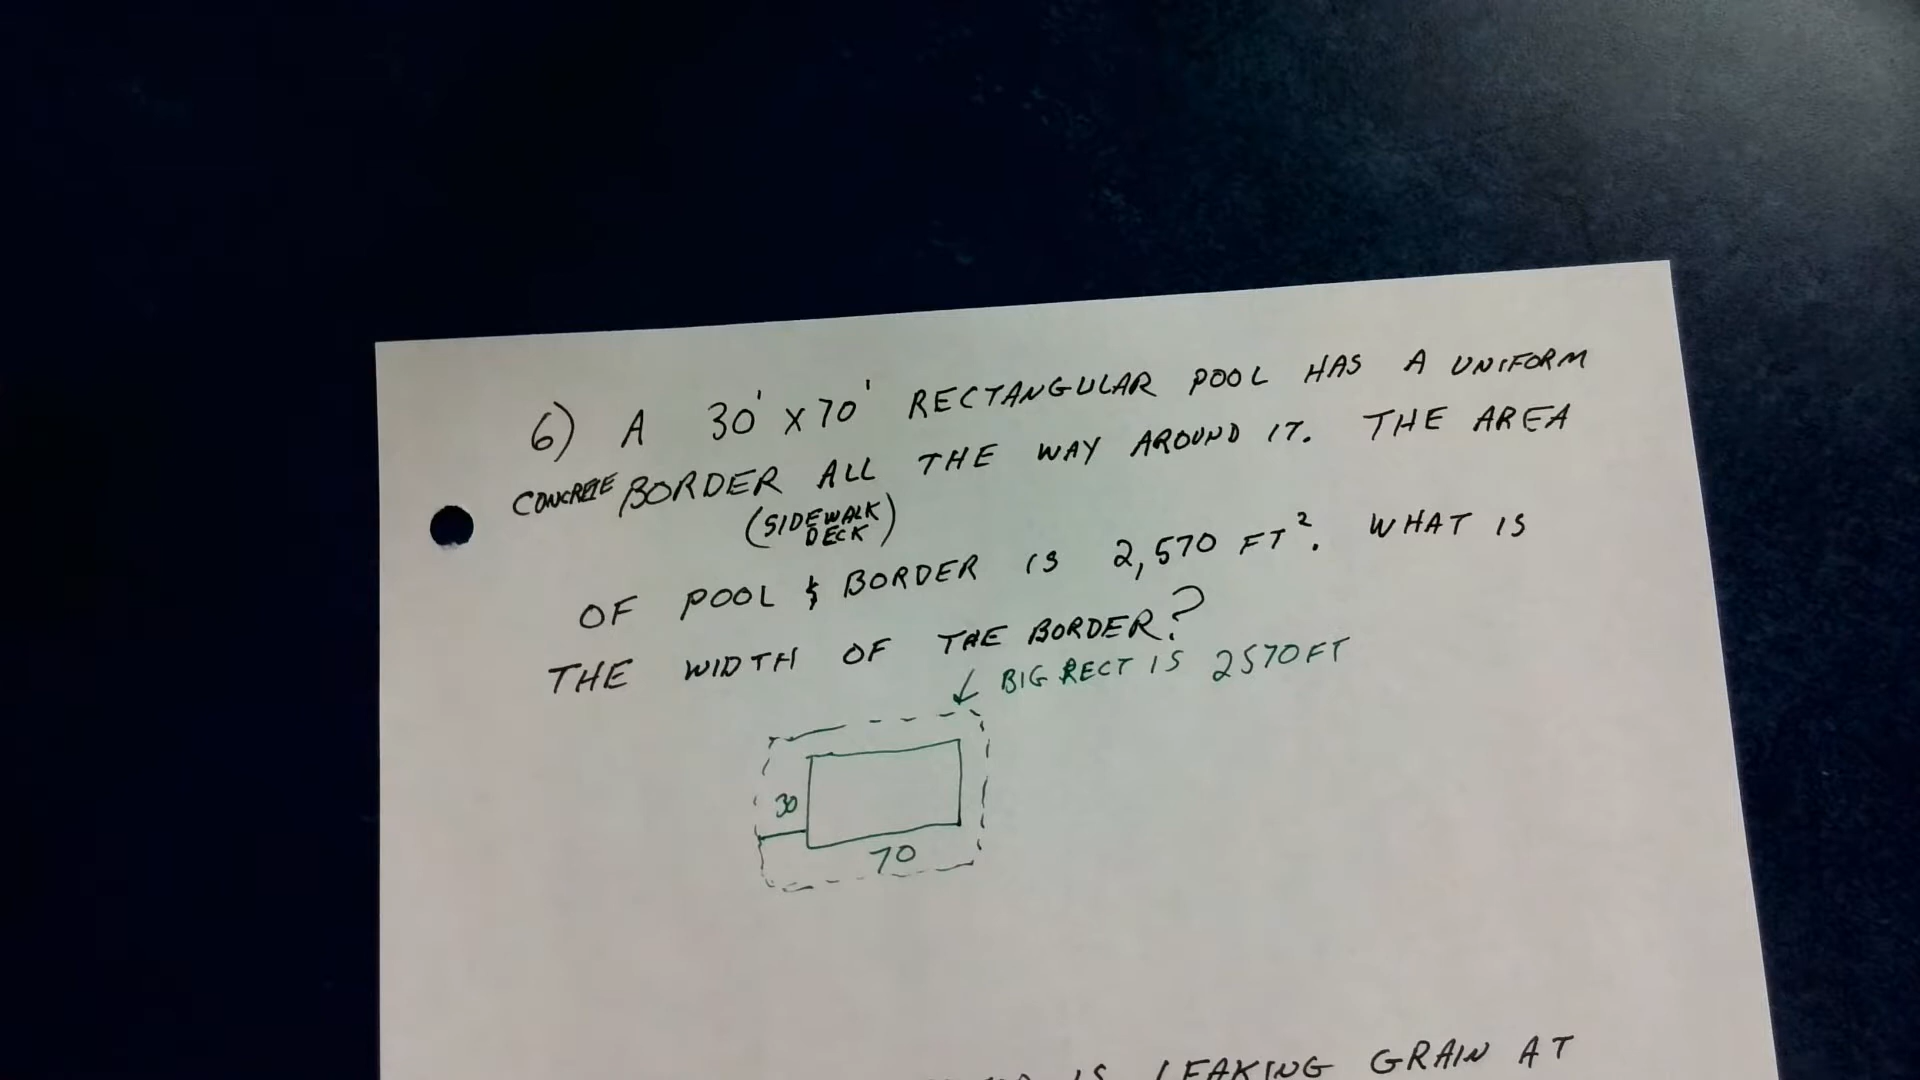 6) A 30' x 70' RECTANGULAR POOL HAS A UNIFORM
CONCRETE BORDER ALL THE WAY AROUND IT. THE AREA
(SIDEWALK
DECK)
OF POOL & BORDER IS 2,570 FT². WHAT IS
THE WIDTH OF THE BORDER?
↓ BIG RECT IS 2570FT
30
70
IS LEAKING GRAIN AT